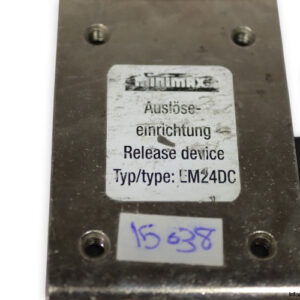 minimax
Auslöse-
einrichtung
Release device
Typ/type: EM24DC
15038